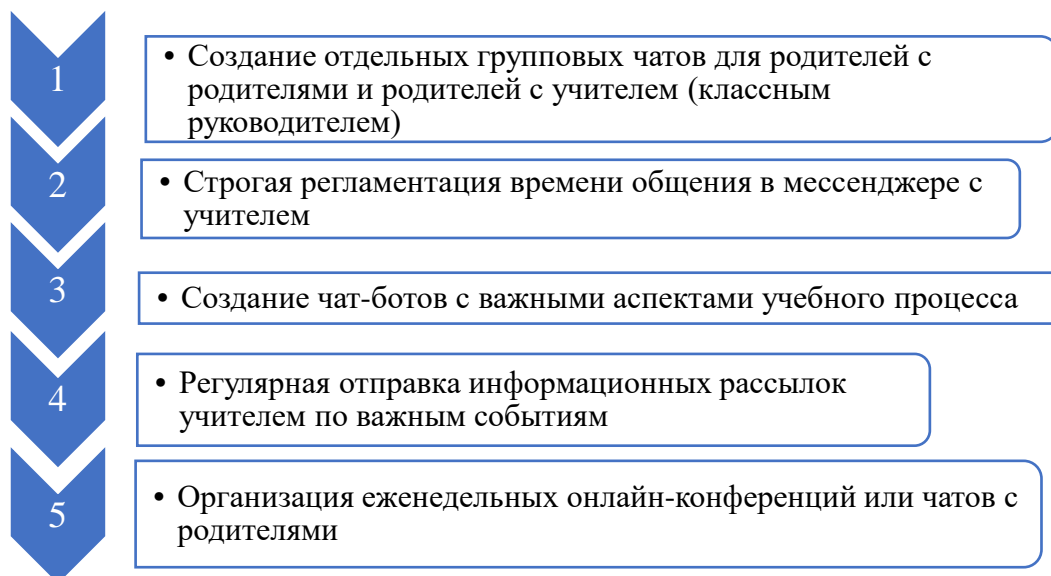 1
• Создание отдельных групповых чатов для родителей с
родителями и родителей с учителем (классным
руководителем)
2
• Строгая регламентация времени общения в мессенджере с
учителем
3
• Создание чат-ботов с важными аспектами учебного процесса
4
• Регулярная отправка информационных рассылок
учителем по важным событиям
5
• Организация еженедельных онлайн-конференций или чатов с
родителями